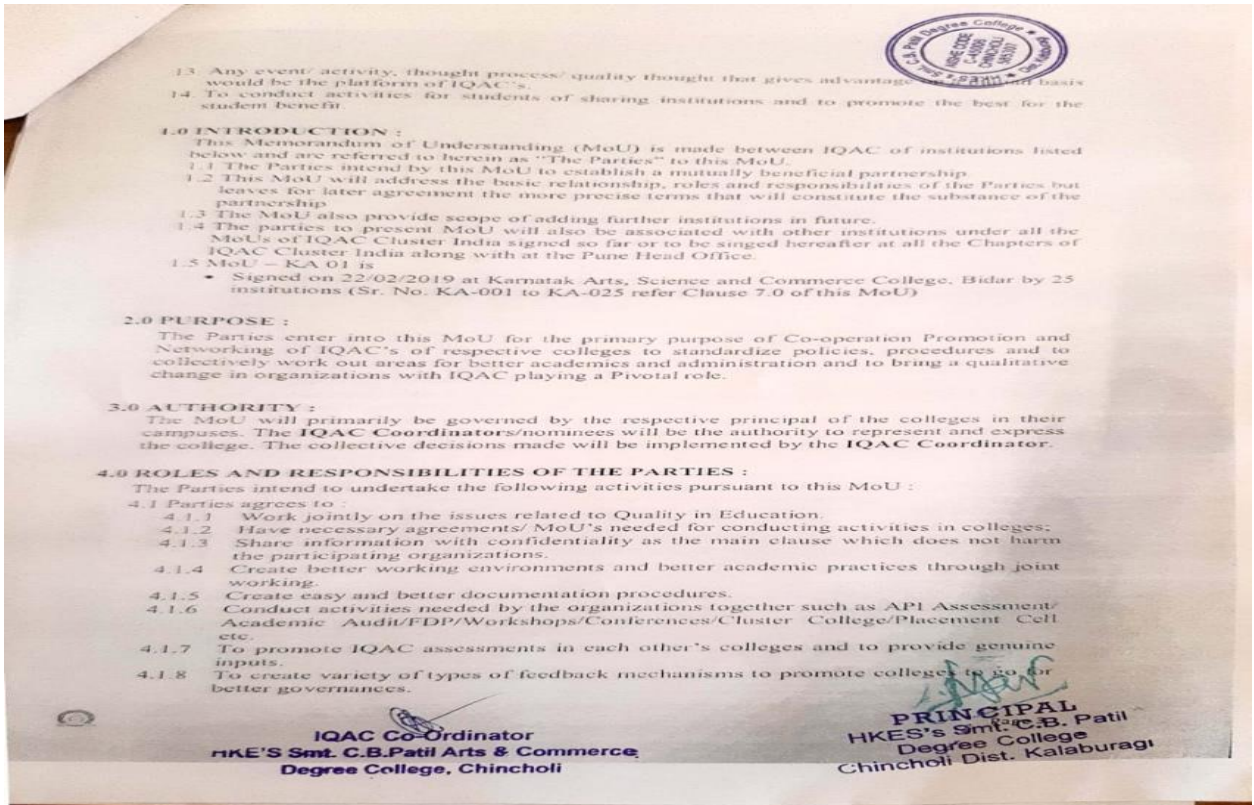 Smt. C.B. Patil Degree College
AISHE CODE
C-45098
CHINCHOLI
585307
13. Any event/ activity, thought process/ quality thought that gives advantage basis
would be the platform of IQAC's.
14. To conduct activities for students of sharing institutions and to promote the best for the
student benefit.
1.0 INTRODUCTION :
This Memorandum of Understanding (MoU) is made between IQAC of institutions listed
below and are referred to herein as "The Parties" to this MoU.
1.1 The Parties intend by this MoU to establish a mutually beneficial partnership.
1.2 This MoU will address the basic relationship, roles and responsibilities of the Parties but
leaves for later agreement the more precise terms that will constitute the substance of the
partnership
1.3 The MoU also provide scope of adding further institutions in future.
1.4 The parties to present MoU will also be associated with other institutions under all the
MoUs of IQAC Cluster India signed so far or to be singed hereafter at all the Chapters of
IQAC Cluster India along with at the Pune Head Office.
1.5 MoU – KA 01 is
• Signed on 22/02/2019 at Karnatak Arts, Science and Commerce College, Bidar by 25
institutions (Sr. No. KA-001 to KA-025 refer Clause 7.0 of this MoU)
2.0 PURPOSE :
The Parties enter into this MoU for the primary purpose of Co-operation Promotion and
Networking of IQAC's of respective colleges to standardize policies, procedures and to
collectively work out areas for better academics and administration and to bring a qualitative
change in organizations with IQAC playing a Pivotal role.
3.0 AUTHORITY :
The MoU will primarily be governed by the respective principal of the colleges in their
campuses. The IQAC Coordinators/nominees will be the authority to represent and express
the college. The collective decisions made will be implemented by the IQAC Coordinator.
4.0 ROLES AND RESPONSIBILITIES OF THE PARTIES :
The Parties intend to undertake the following activities pursuant to this MoU :
4.1 Parties agrees to :
4.1.1 Work jointly on the issues related to Quality in Education.
4.1.2 Have necessary agreements/ MoU's needed for conducting activities in colleges;
4.1.3 Share information with confidentiality as the main clause which does not harm
the participating organizations.
4.1.4 Create better working environments and better academic practices through joint
working.
4.1.5 Create easy and better documentation procedures.
4.1.6 Conduct activities needed by the organizations together such as API Assessment/
Academic Audit/FDP/Workshops/Conferences/Cluster College/Placement Cell
etc.
4.1.7 To promote IQAC assessments in each other's colleges and to provide genuine
inputs.
4.1.8 To create variety of types of feedback mechanisms to promote colleges to go for
better governances.
IQAC Co-Ordinator
HKE'S Smt. C.B.Patil Arts & Commerce
Degree College, Chincholi
PRINCIPAL
HKES's Smt. C.B. Patil
Degree College
Chincholi Dist. Kalaburagi